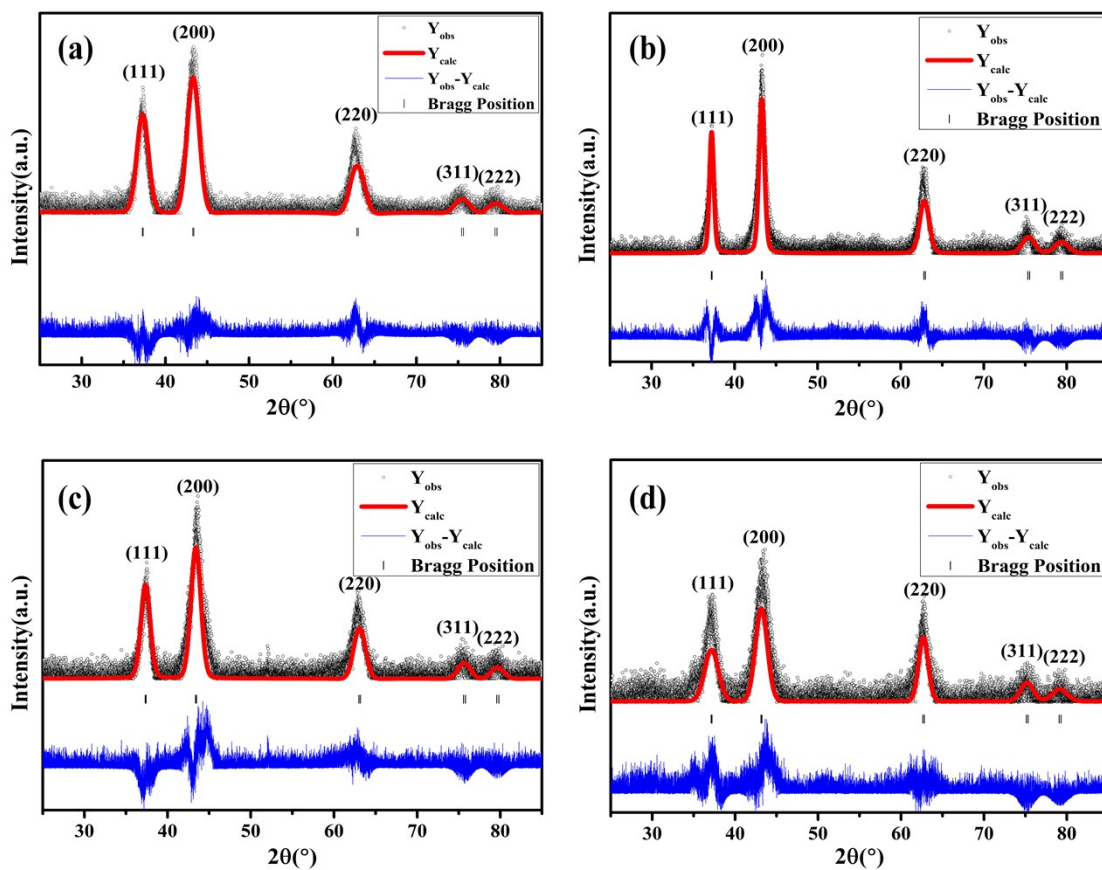 (a)
(111)
(200)
(220)
(311)
(222)
Y_obs
Y_calc
Y_obs-Y_calc
Bragg Position
Intensity(a.u.)
30 40 50 60 70 80
2θ(°)
(b)
(111)
(200)
(220)
(311)
(222)
Y_obs
Y_calc
Y_obs-Y_calc
Bragg Position
Intensity(a.u.)
30 40 50 60 70 80
2θ(°)
(c)
(111)
(200)
(220)
(311)
(222)
Y_obs
Y_calc
Y_obs-Y_calc
Bragg Position
Intensity(a.u.)
30 40 50 60 70 80
2θ(°)
(d)
(111)
(200)
(220)
(311)
(222)
Y_obs
Y_calc
Y_obs-Y_calc
Bragg Position
Intensity(a.u.)
30 40 50 60 70 80
2θ(°)